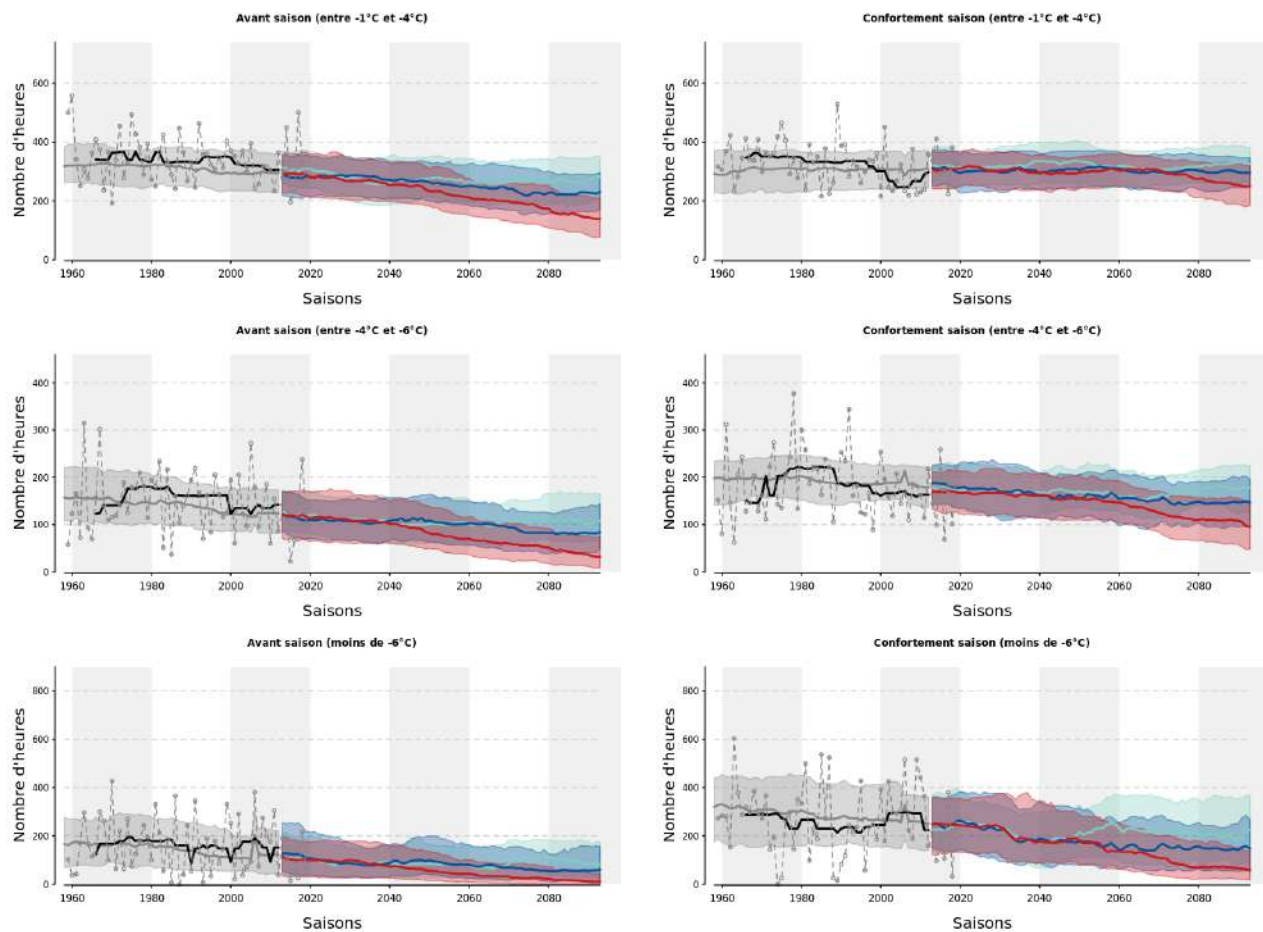 Avant saison (entre -1°C et -4°C)
Nombre d'heures
600
400
200
0
1960 1980 2000 2020 2040 2060 2080
Saisons
Confortement saison (entre -1°C et -4°C)
Nombre d'heures
600
400
200
0
1960 1980 2000 2020 2040 2060 2080
Saisons
Avant saison (entre -4°C et -6°C)
Nombre d'heures
400
300
200
100
0
1960 1980 2000 2020 2040 2060 2080
Saisons
Confortement saison (entre -4°C et -6°C)
Nombre d'heures
400
300
200
100
0
1960 1980 2000 2020 2040 2060 2080
Saisons
Avant saison (moins de -6°C)
Nombre d'heures
800
600
400
200
0
1960 1980 2000 2020 2040 2060 2080
Saisons
Confortement saison (moins de -6°C)
Nombre d'heures
800
600
400
200
0
1960 1980 2000 2020 2040 2060 2080
Saisons